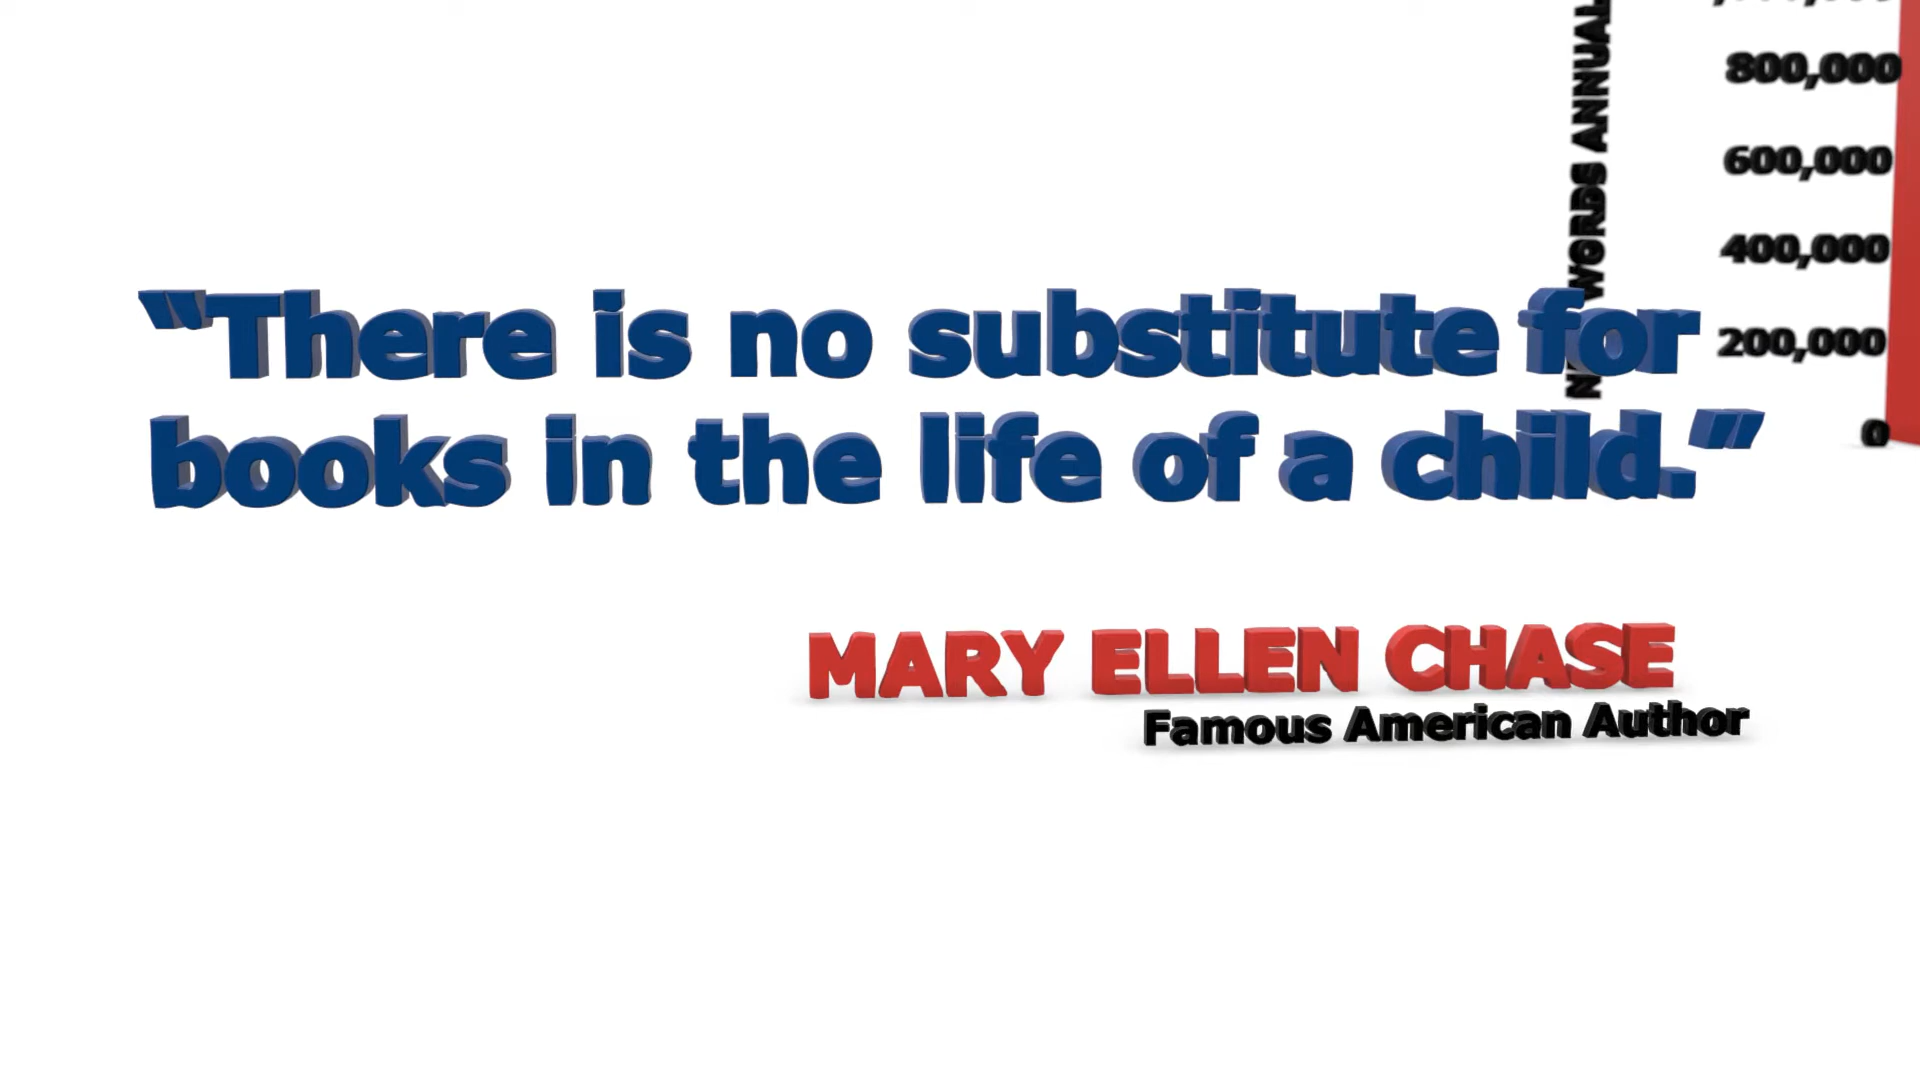 “There is no substitute for
books in the life of a child.”
MARY ELLEN CHASE
Famous American Author
WORDS ANNUAL
800,000
600,000
400,000
200,000
0